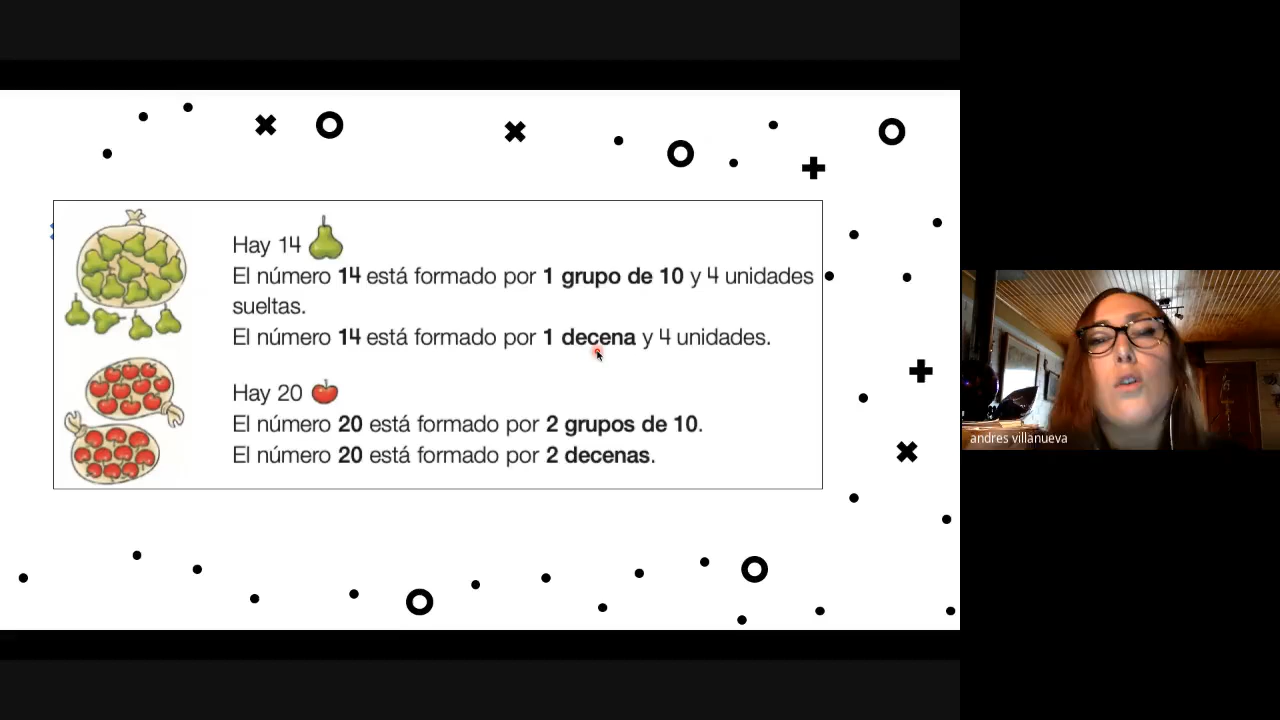 Hay 14
El número 14 está formado por 1 grupo de 10 y 4 unidades
sueltas.
El número 14 está formado por 1 decena y 4 unidades.
Hay 20
El número 20 está formado por 2 grupos de 10.
El número 20 está formado por 2 decenas.
andres villanueva